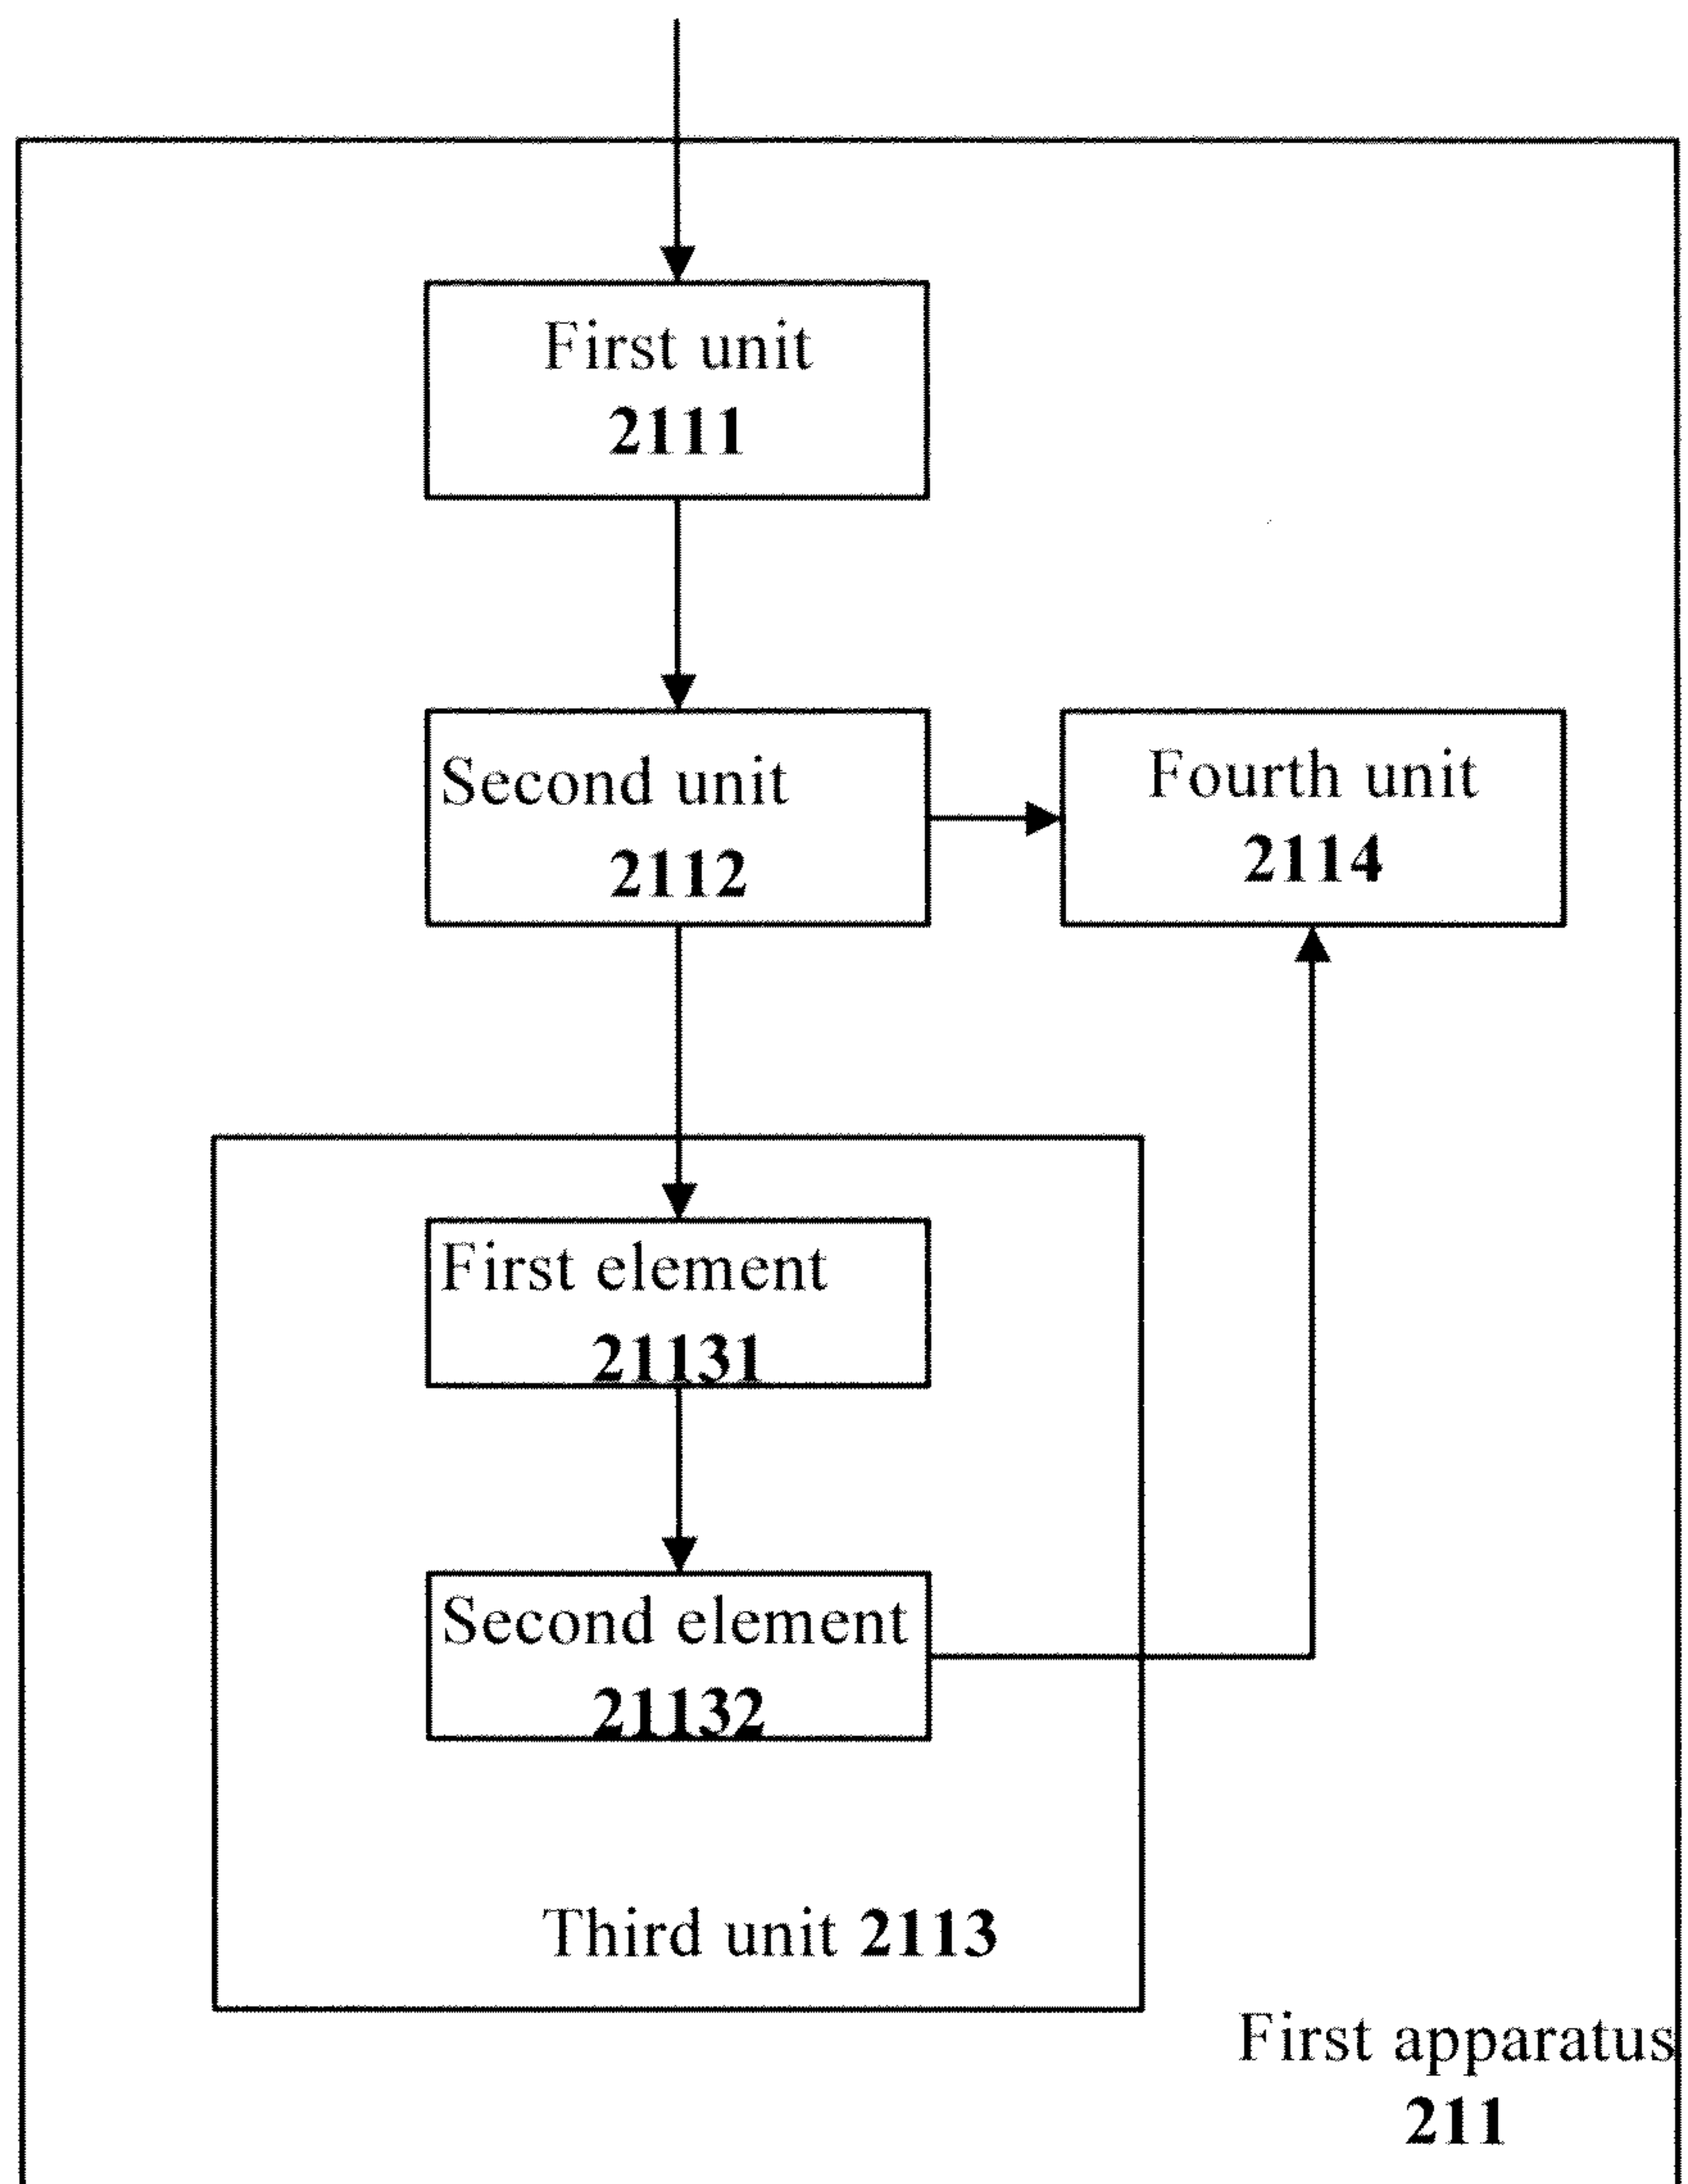 First unit
2111
Second unit
2112
Fourth unit
2114
First element
21131
Second element
21132
Third unit 2113
First apparatus
211